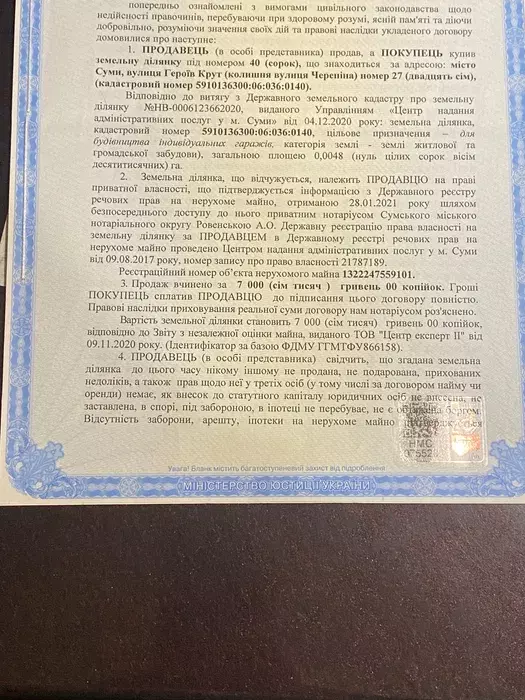 попередньо ознайомлені з вимогами цивільного законодавства щодо
недійсності правочинів, перебуваючи при здоровому розумі, ясній пам'яті та діючи
добровільно, розуміючи значення своїх дій та правові наслідки укладеного договору
домовилися про наступне:
1. ПРОДАВЕЦЬ (в особі представника) продав, а ПОКУПЕЦЬ купив
земельну ділянку під номером 40 (сорок), що знаходиться за адресою: місто
Суми, вулиця Героїв Крут (колишня вулиця Черепіна) номер 27 (двадцять сім),
(кадастровий номер 5910136300:06:036:0140).
Відповідно до витягу з Державного земельного кадастру про земельну
ділянку №НВ-0006123662020, виданого Управлінням «Центр надання
адміністративних послуг у м. Суми» від 04.12.2020 року: земельна ділянка,
кадастровий номер 5910136300:06:036:0140, цільове призначення – для
будівництва індивідуальних гаражів, категорія землі - землі житлової та
громадської забудови), загальною площею 0,0048 (нуль цілих сорок вісім
десятитисячних) га.
2. Земельна ділянка, що відчужується, належить ПРОДАВЦЮ на праві
приватної власності, що підтверджується інформацією з Державного реєстру
речових прав на нерухоме майно, отриманою 28.01.2021 року шляхом
безпосереднього доступу до нього приватним нотаріусом Сумського міського
нотаріального округу Ровенською А.О. Державну реєстрацію права власності на
земельну ділянку за ПРОДАВЦЕМ в Державному реєстрі речових прав на
нерухоме майно проведено Центром надання адміністративних послуг у м. Суми
від 09.08.2017 року, номер запису про право власності 21787189.
Реєстраційний номер об'єкта нерухомого майна 1322247559101.
3. Продаж вчинено за 7 000 (сім тисяч ) гривень 00 копійок. Гроші
ПОКУПЕЦЬ сплатив ПРОДАВЦЮ до підписання цього договору повністю.
Правові наслідки приховування реальної суми договору нам нотаріусом роз'яснено.
Вартість земельної ділянки становить 7 000 (сім тисяч) гривень 00 копійок,
відповідно до Звіту з незалежної оцінки майна, виданого ТОВ "Центр експерт ІІ" від
09.11.2020 року. (Ідентифікатор за базою ФДМУ ГГМТФУ866158).
4. ПРОДАВЕЦЬ (в особі представника) свідчить, що згадана земельна
ділянка до цього часу нікому іншому не продана, не подарована, прихованих
недоліків, а також прав щодо неї у третіх осіб (у тому числі за договором найму чи
оренди) немає, як внесок до статутного капіталу юридичних осіб не внесена, не
заставлена, в спорі, під забороною, в іпотеці не перебуває, не є обтяжена боргом.
Відсутність заборони, арешту, іпотеки на нерухоме майно підтверджується
НМС
Увага! Бланк містить багатоступеневий захист від підроблення
МІНІСТЕРСТВО ЮСТИЦІЇ УКРАЇНИ